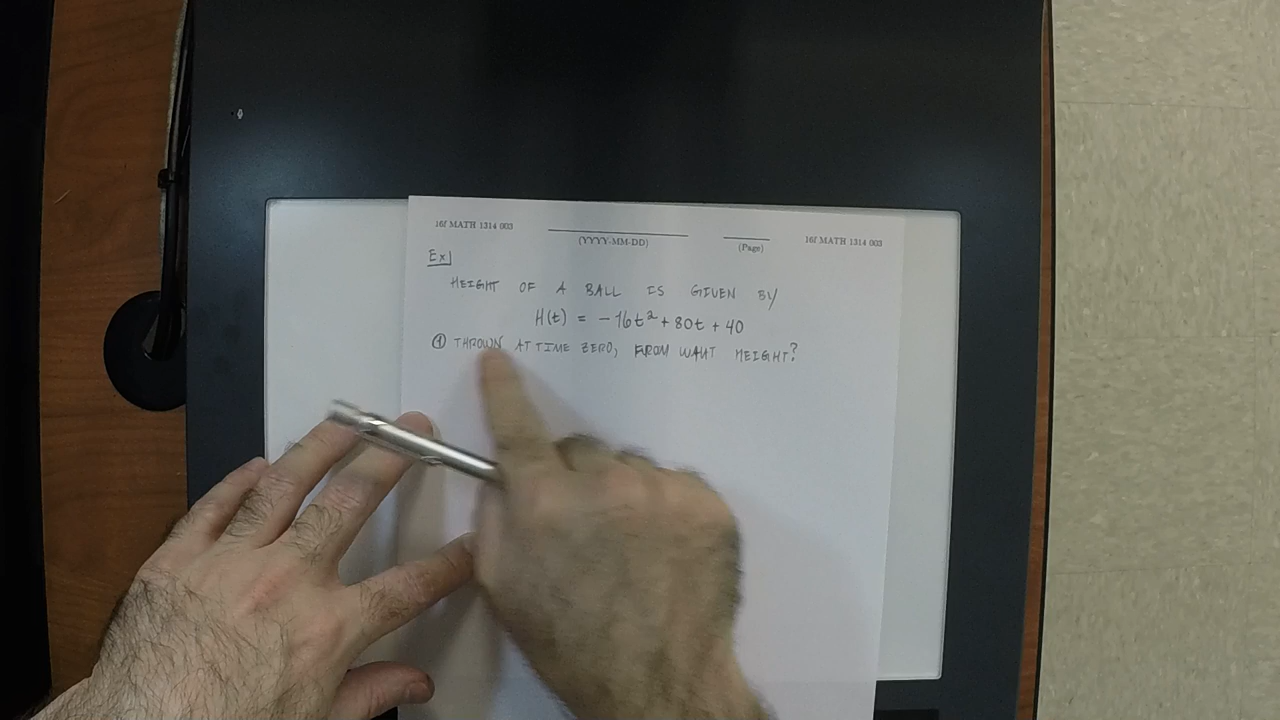 16f MATH 1314 003 (YYYY-MM-DD) (Page) 16f MATH 1314 003
Ex1
HEIGHT OF A BALL IS GIVEN BY
H(t) = -16t² + 80t + 40
① THROWN AT TIME ZERO, FROM WHAT HEIGHT?